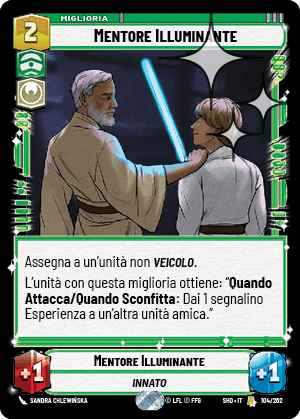 MIGLIORIA
2
MENTORE ILLUMINANTE
Assegna a un'unità non VEICOLO.
L'unità con questa miglioria ottiene: "Quando
Attacca/Quando Sconfitta: Dai 1 segnalino
Esperienza a un'altra unità amica."
+1
MENTORE ILLUMINANTE
+1
INNATO
SANDRA CHLEWIŃSKA
© LFL © FFG
SHD • IT
104/262